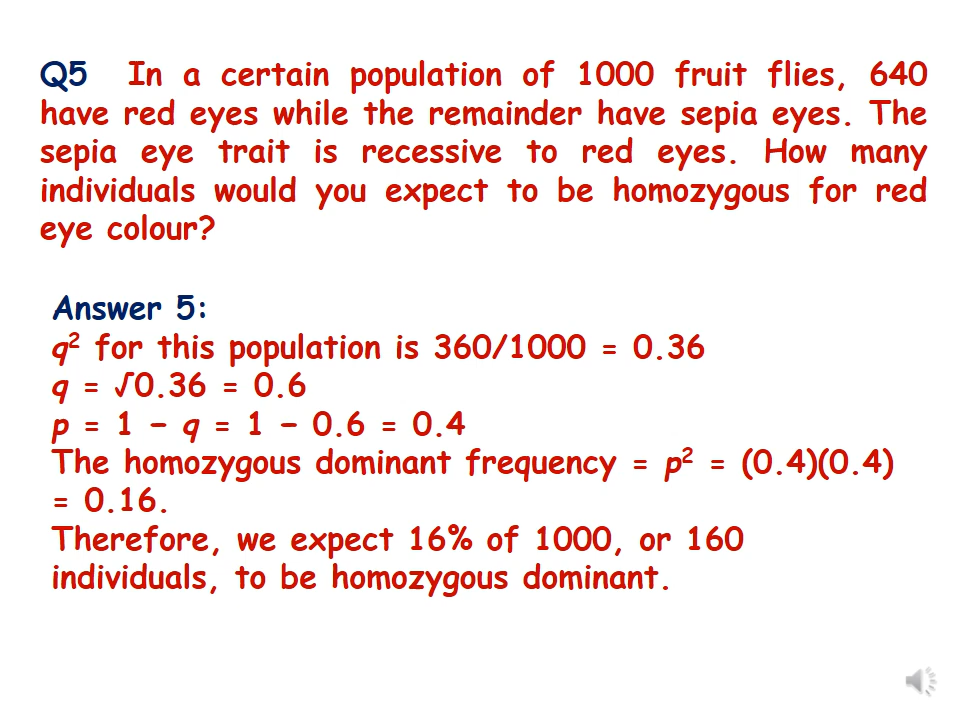 Q5 In a certain population of 1000 fruit flies, 640
have red eyes while the remainder have sepia eyes. The
sepia eye trait is recessive to red eyes. How many
individuals would you expect to be homozygous for red
eye colour?
Answer 5:
q² for this population is 360/1000 = 0.36
q = √0.36 = 0.6
p = 1 – q = 1 – 0.6 = 0.4
The homozygous dominant frequency = p² = (0.4)(0.4)
= 0.16.
Therefore, we expect 16% of 1000, or 160
individuals, to be homozygous dominant.